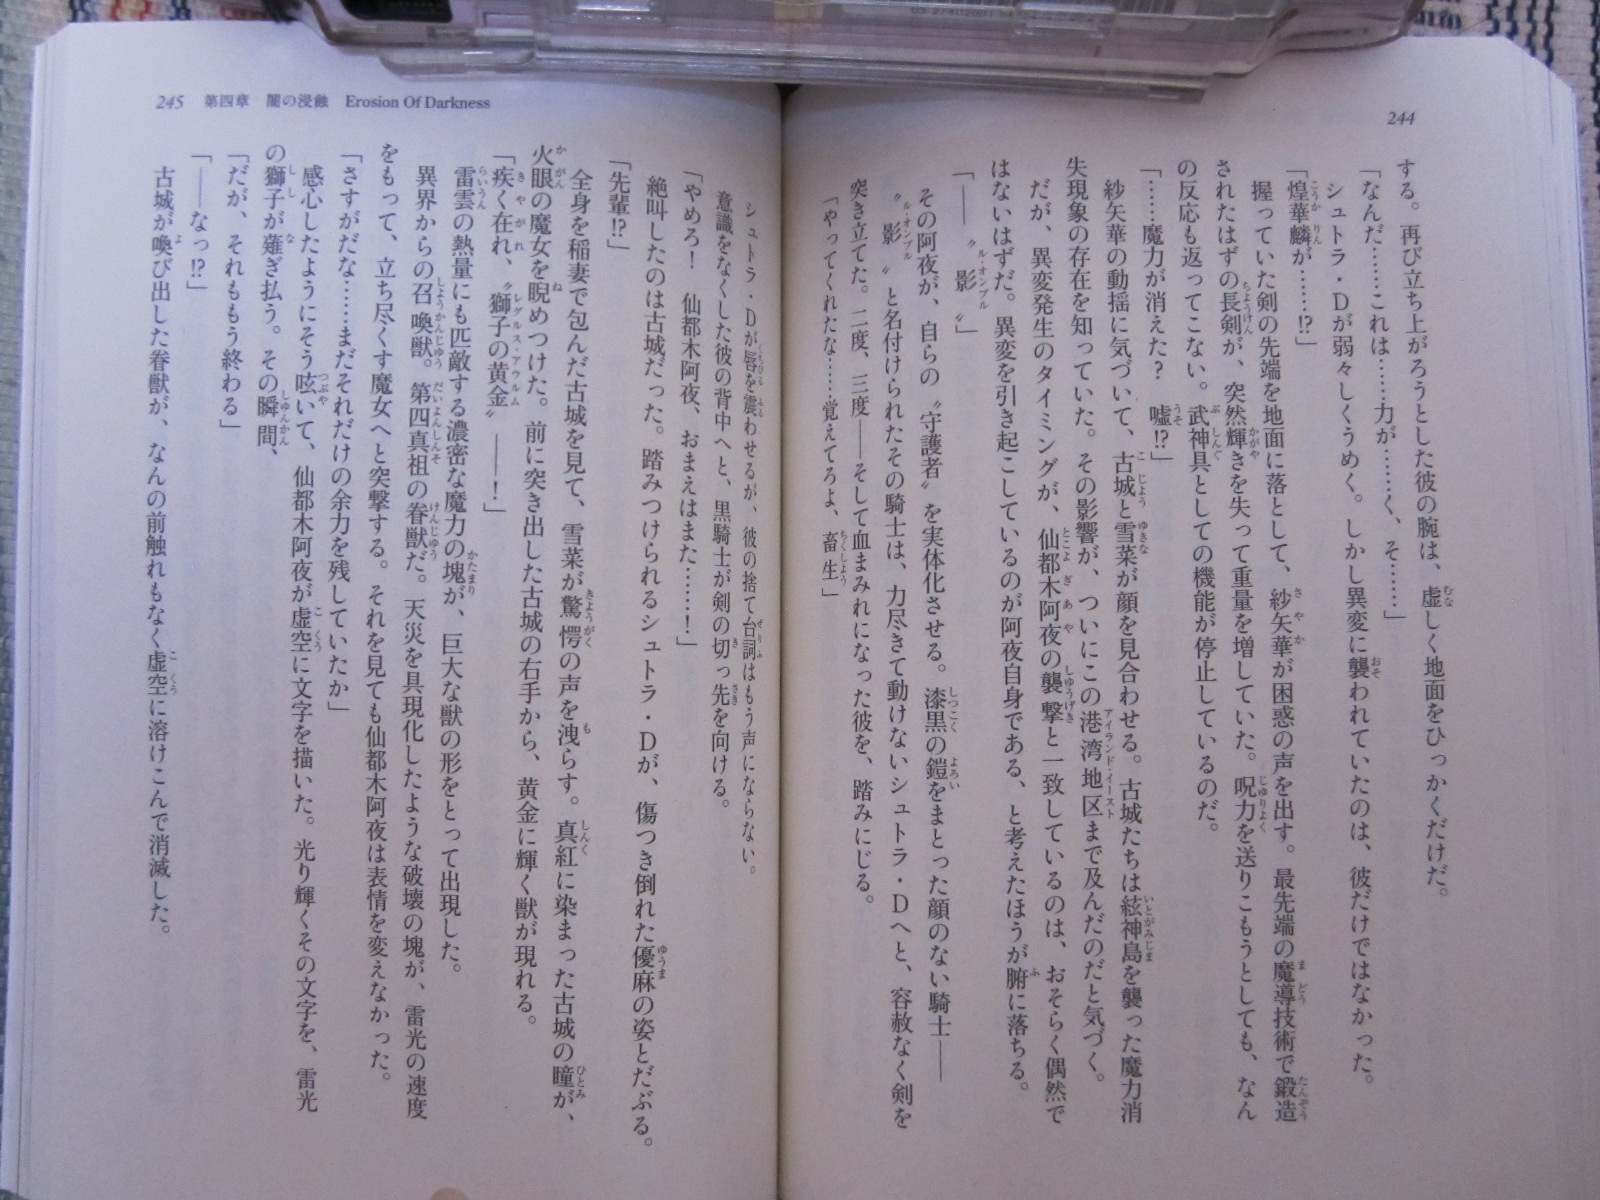 244
する。再び立ち上がろうとした彼の腕は、虚しく地面をひっかくだけだ。
「なんだ……これは……力が……く、そ……」
シュトラ・Dが弱々しくうめく。しかし異変に襲われていたのは、彼だけではなかった。
「煌華麟が……⁉」
握っていた剣の先端を地面に落として、紗矢華が困惑の声を出す。最先端の魔導技術で鍛造
されたはずの長剣が、突然輝きを失って重量を増していた。呪力を送りこもうとしても、なん
の反応も返ってこない。武神具としての機能が停止しているのだ。
「……魔力が消えた? 嘘⁉」
紗矢華の動揺に気づいて、古城と雪菜が顔を見合わせる。古城たちは絃神島を襲った魔力消
失現象の存在を知っていた。その影響が、ついにこの港湾地区まで及んだのだと気づく。
だが、異変発生のタイミングが、仙都木阿夜の襲撃と一致しているのは、おそらく偶然で
はないはずだ。異変を引き起こしているのが阿夜自身である、と考えたほうが腑に落ちる。
「――〝影〟」
その阿夜が、自らの〝守護者〟を実体化させる。漆黒の鎧をまとった顔のない騎士――
〝影〟と名付けられたその騎士は、力尽きて動けないシュトラ・Dへと、容赦なく剣を
突き立てた。二度、三度――そして血まみれになった彼を、踏みにじる。
「やってくれたな……覚えてろよ、畜生」
245 第四章 闇の浸蝕 Erosion Of Darkness
シュトラ・Dが唇を震わせるが、彼の捨て台詞はもう声にならない。
意識をなくした彼の背中へと、黒騎士が剣の切っ先を向ける。
「やめろ! 仙都木阿夜、おまえはまた……!」
絶叫したのは古城だった。踏みつけられるシュトラ・Dが、傷つき倒れた優麻の姿とだぶる。
「先輩⁉」
全身を稲妻で包んだ古城を見て、雪菜が驚愕の声を洩らす。真紅に染まった古城の瞳が、
火眼の魔女を睨めつけた。前に突き出した古城の右手から、黄金に輝く獣が現れる。
「疾く在れ、〝獅子の黄金〟――!」
雷雲の熱量にも匹敵する濃密な魔力の塊が、巨大な獣の形をとって出現した。
異界からの召喚獣。第四真祖の眷獣だ。天災を具現化したような破壊の塊が、雷光の速度
をもって、立ち尽くす魔女へと突撃する。それを見ても仙都木阿夜は表情を変えなかった。
「さすがだな……まだそれだけの余力を残していたか」
感心したようにそう呟いて、仙都木阿夜が虚空に文字を描いた。光り輝くその文字を、雷光
の獅子が薙ぎ払う。その瞬間、
「だが、それももう終わる」
「――なっ⁉」
古城が喚び出した眷獣が、なんの前触れもなく虚空に溶けこんで消滅した。